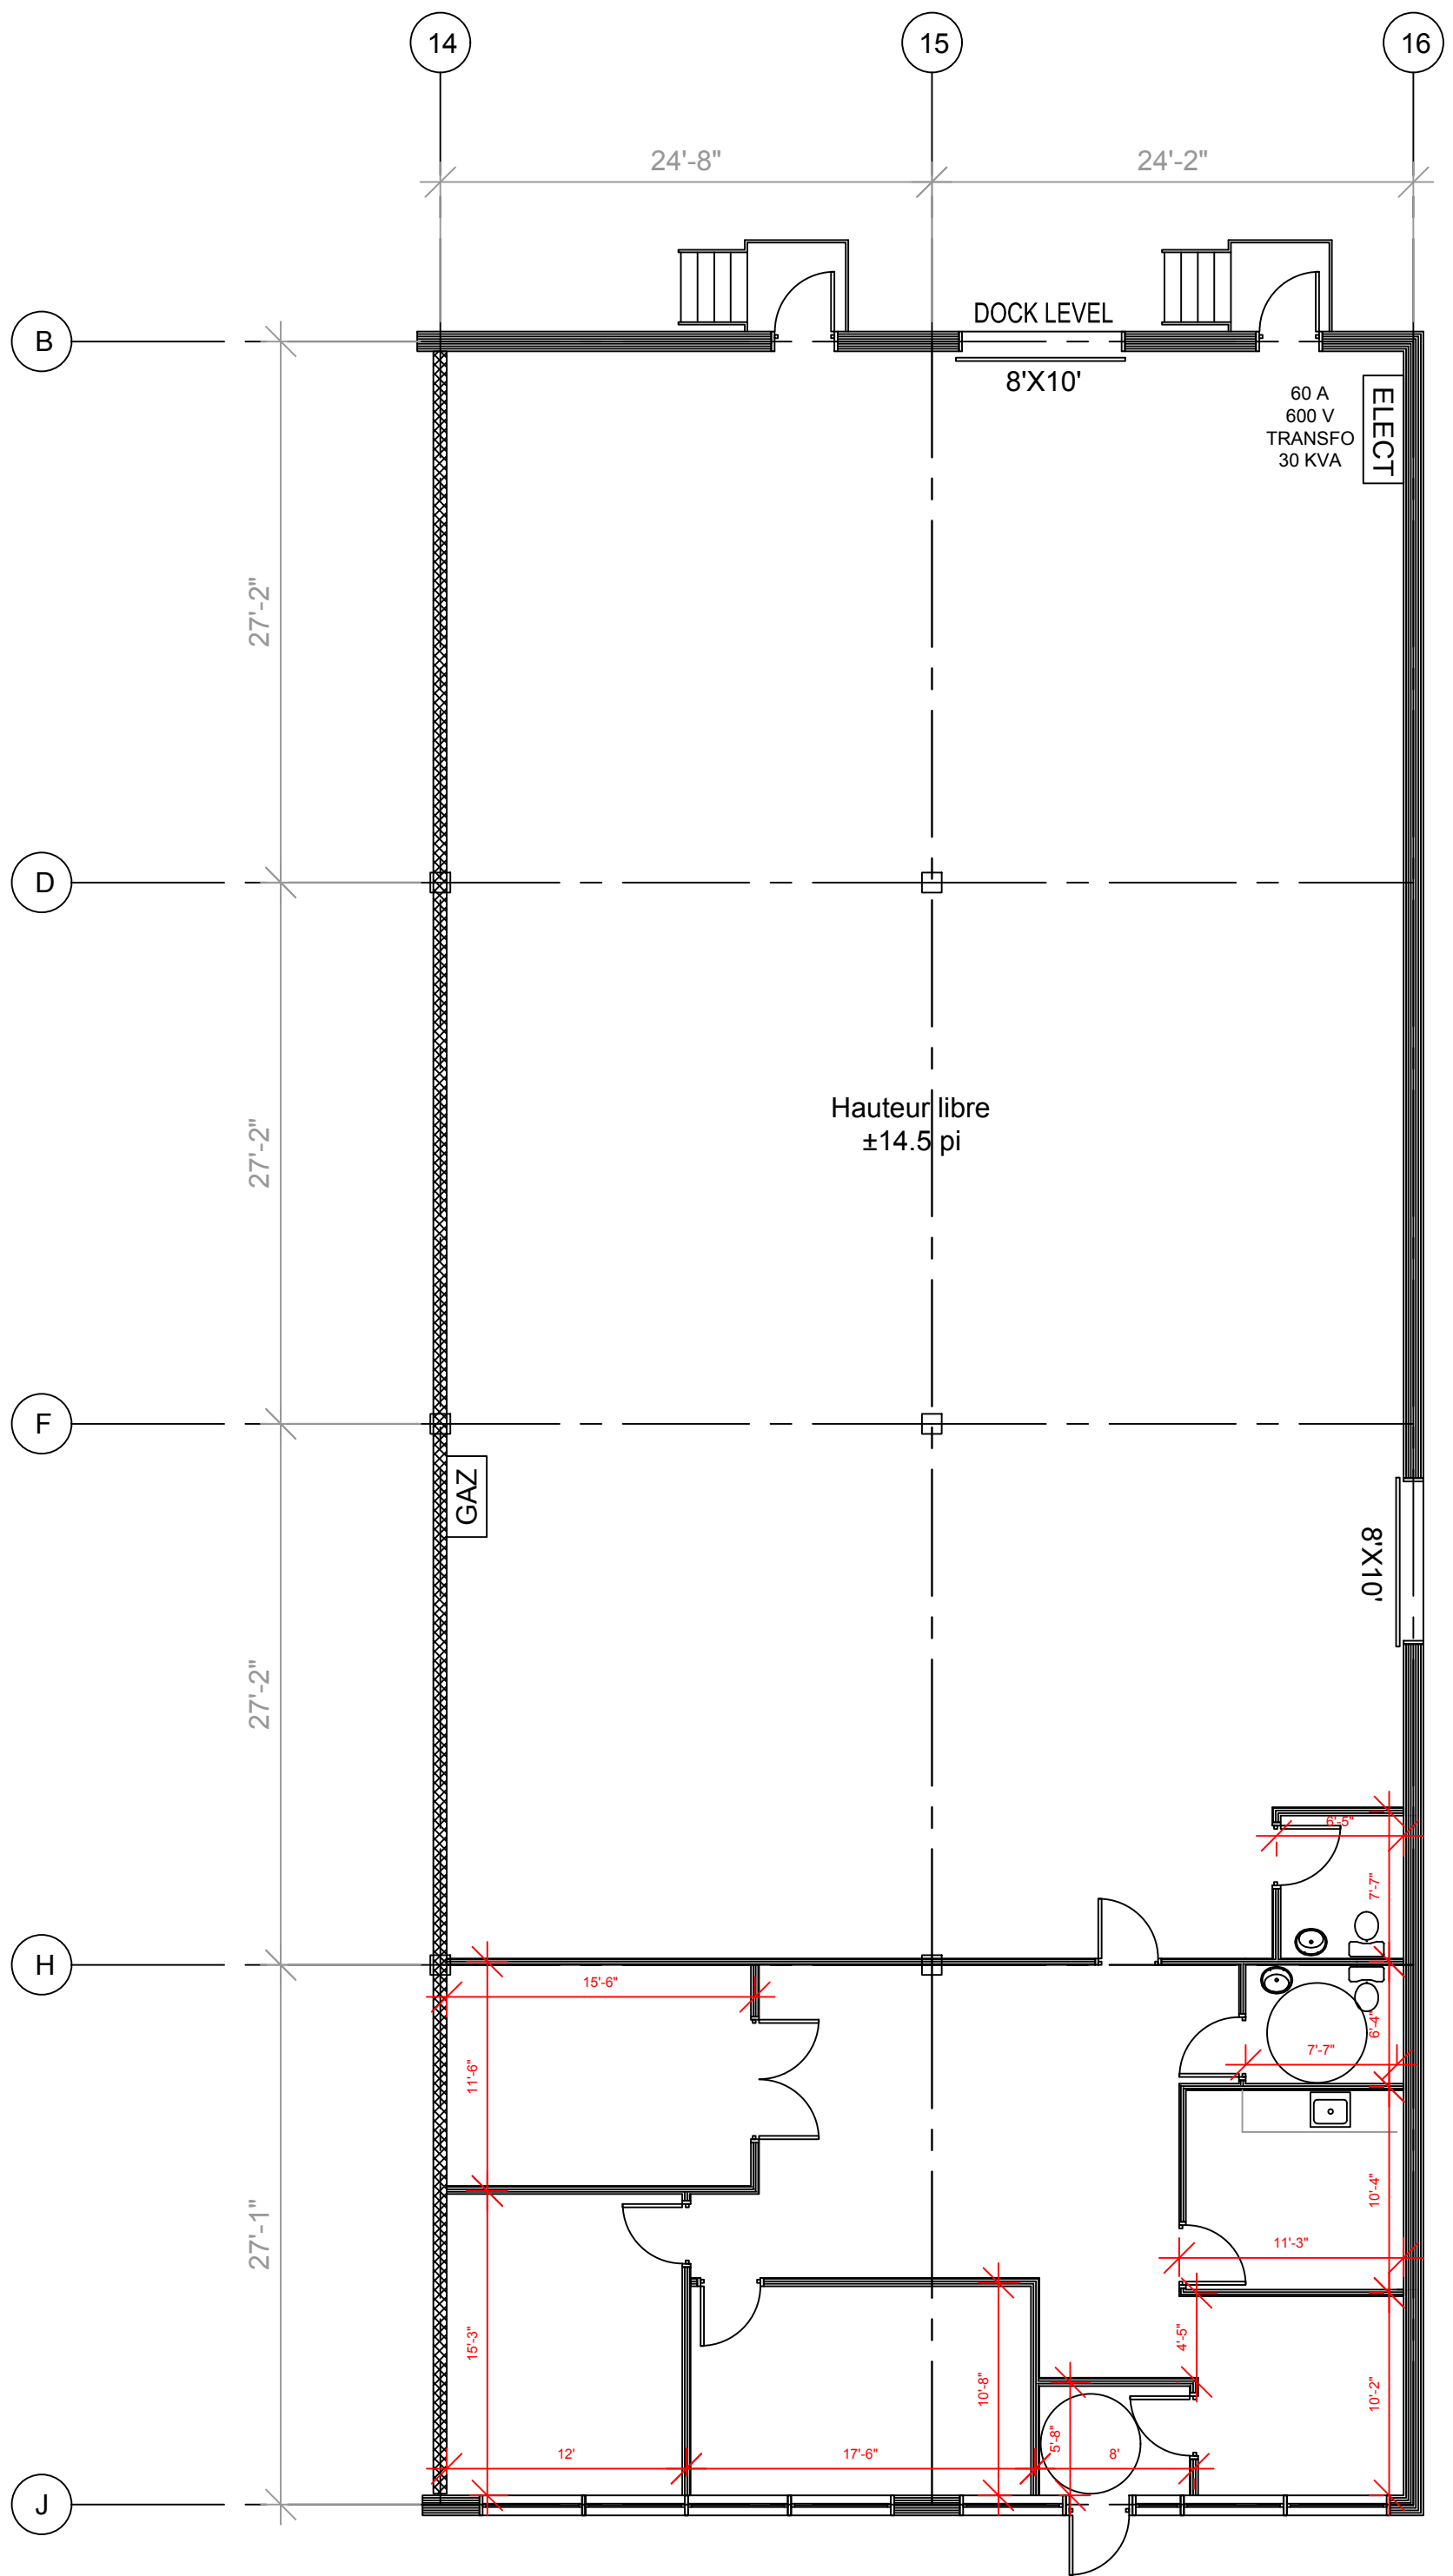 14
15
16
24'-8"
24'-2"
B
DOCK LEVEL
8'X10'
60 A
600 V
TRANSFO
30 KVA
ELECT
27'-2"
D
Hauteur libre
±14.5 pi
27'-2"
F
GAZ
8'X10'
27'-2"
6'-5"
7'-7"
H
15'-6"
11'-6"
6'-4"
7'-7"
10'-4"
11'-3"
27'-1"
15'-3"
10'-8"
4'-5"
5'-8"
10'-2"
12'
17'-6"
8'
J